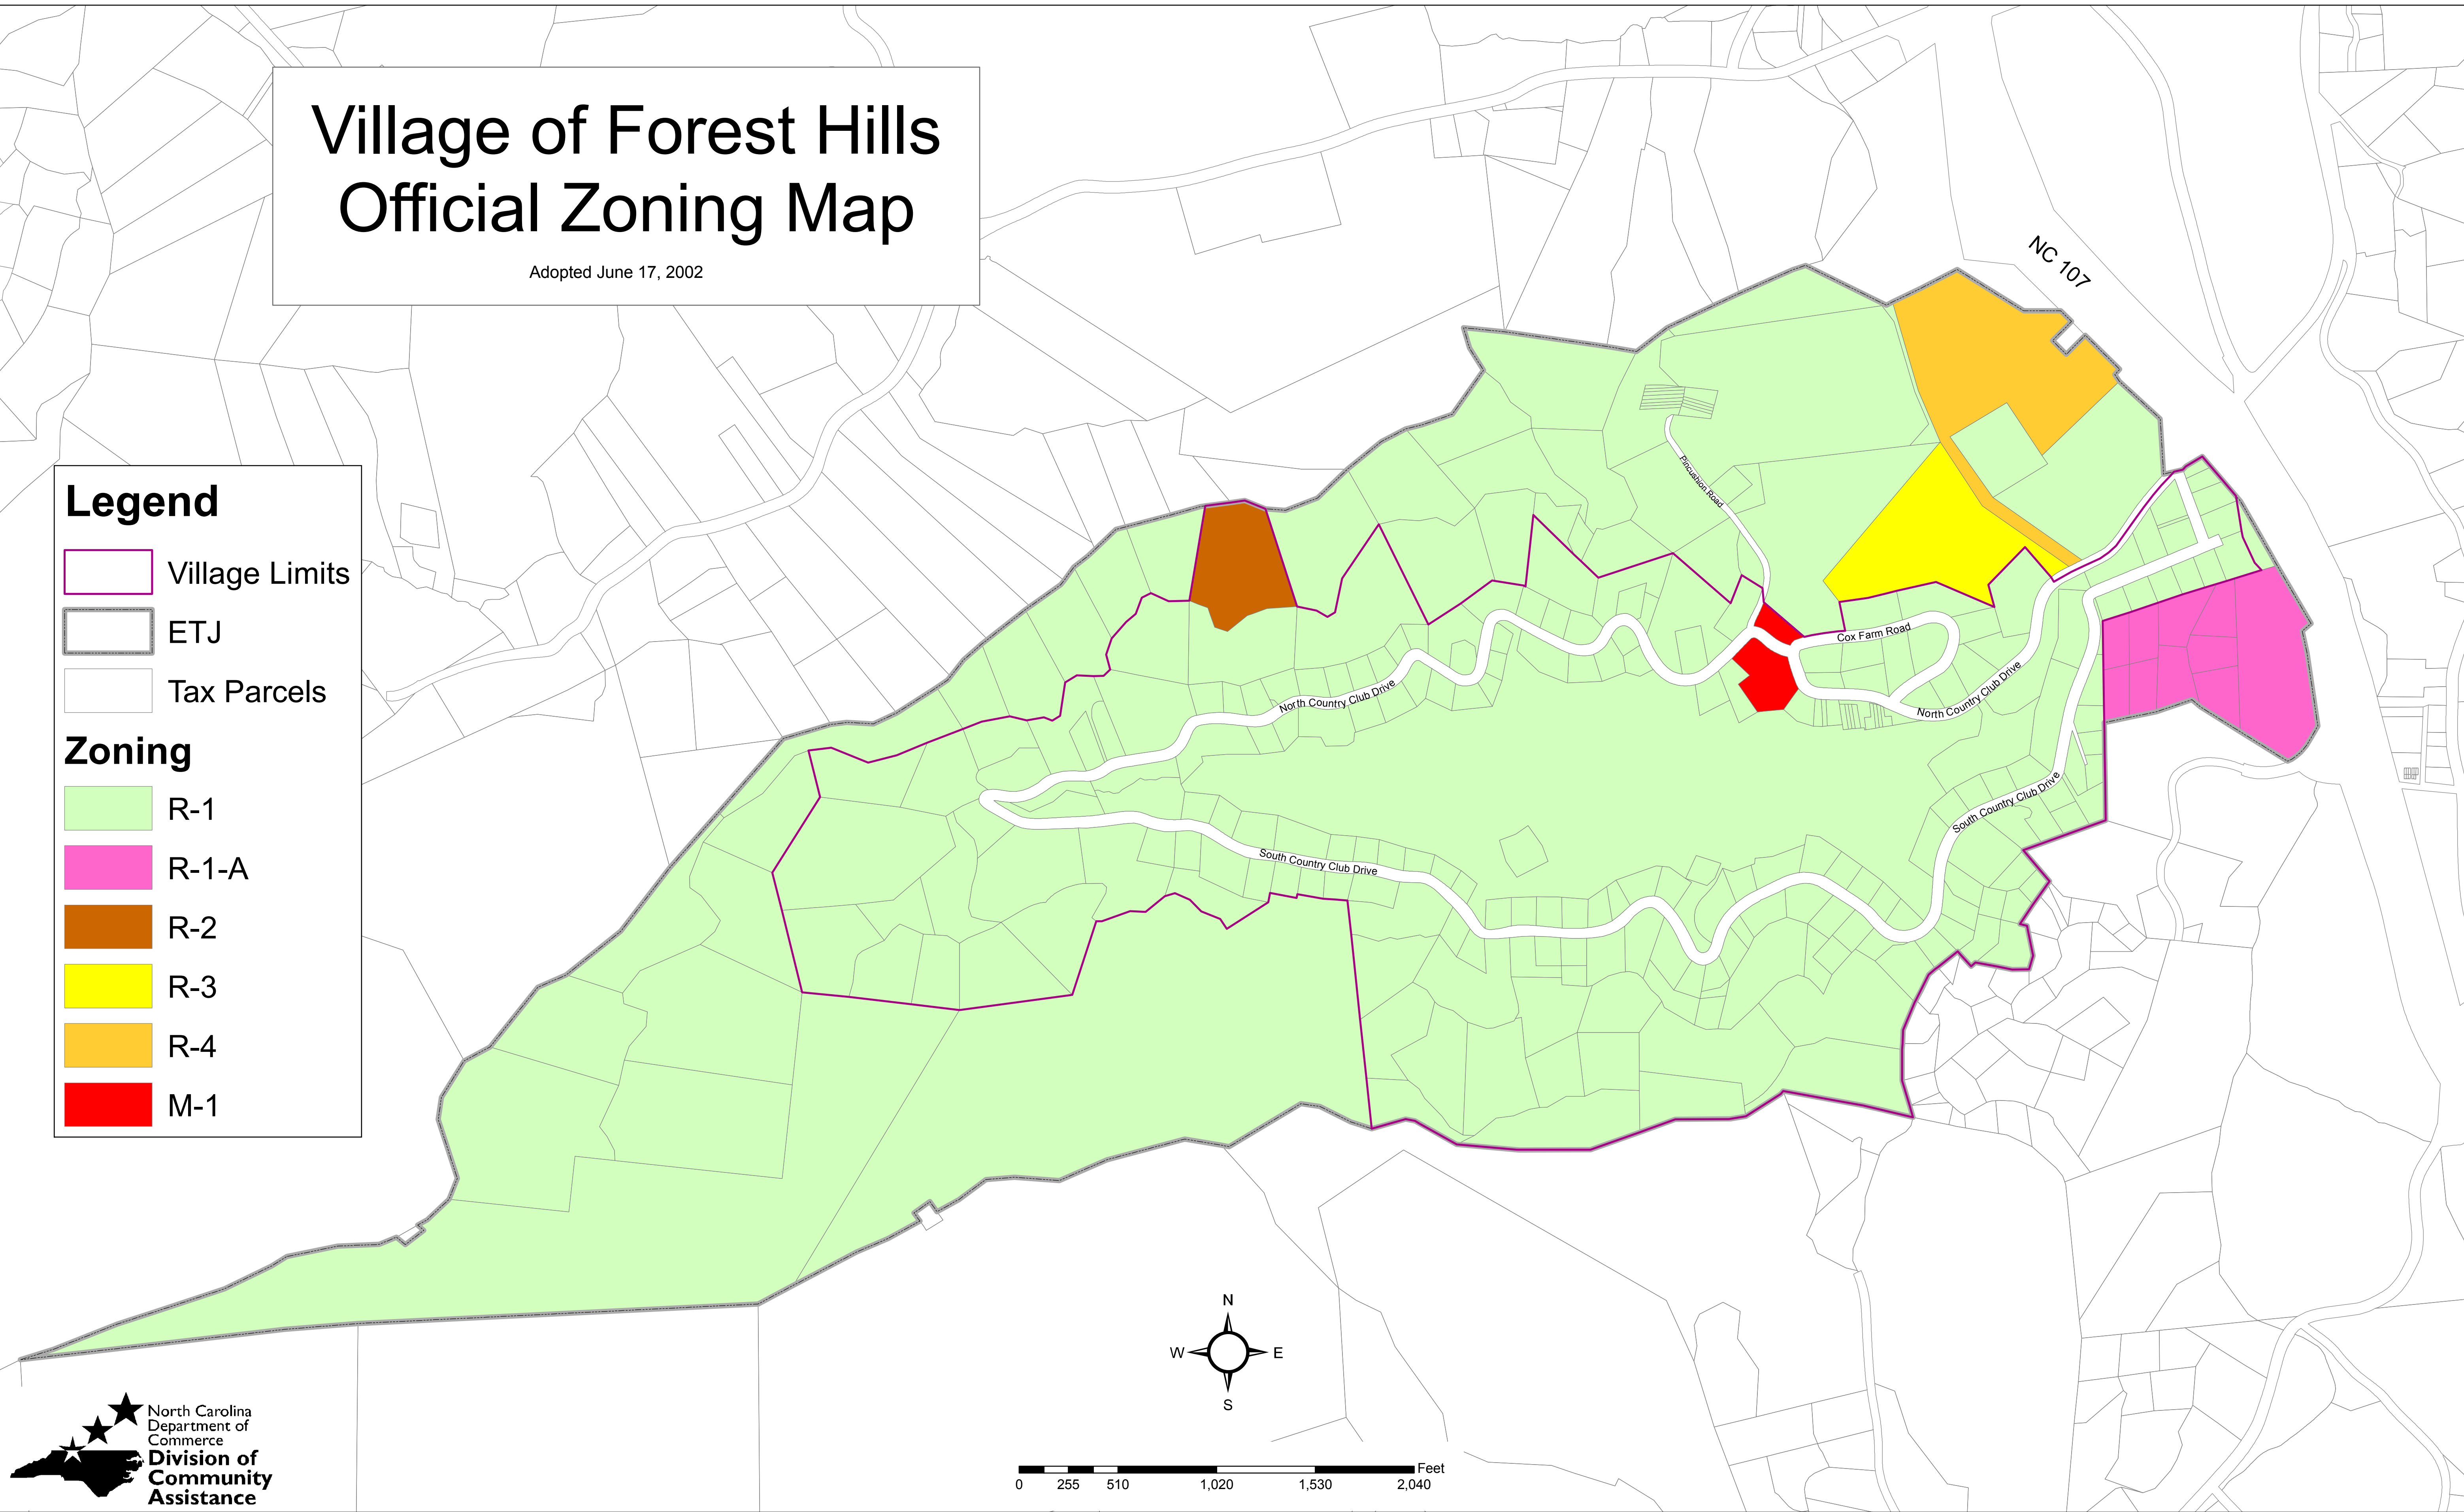 Village of Forest Hills
Official Zoning Map
Adopted June 17, 2002
NC 107
Legend
Village Limits
ETJ
Tax Parcels
Zoning
R-1
R-1-A
R-2
R-3
R-4
M-1
Pincushion Road
Cox Farm Road
North Country Club Drive
North Country Club Drive
South Country Club Drive
South Country Club Drive
N
W E
S
Feet
0 255 510 1,020 1,530 2,040
North Carolina
Department of
Commerce
Division of
Community
Assistance